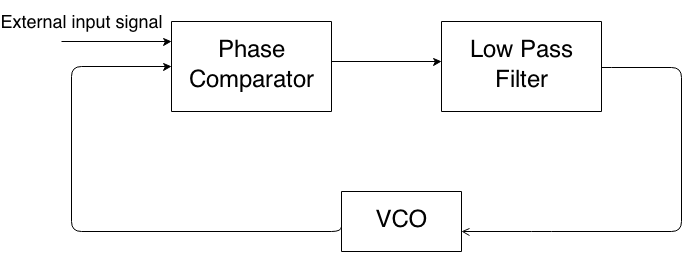 External input signal
Phase
Comparator
Low Pass
Filter
VCO